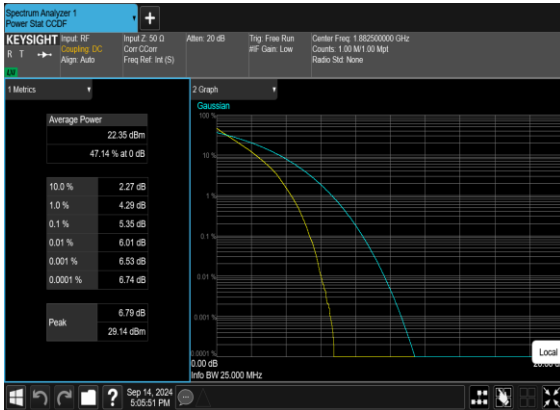 Spectrum Analyzer 1
Power Stat CCDF
KEYSIGHT
R T
LXI
Input: RF
Coupling: DC
Align: Auto
Input Z: 50 Ω
Corr CCorr
Freq Ref: Int (S)
Atten: 20 dB
Trig: Free Run
#IF Gain: Low
Center Freq: 1.882500000 GHz
Counts: 1.00 M/1.00 Mpt
Radio Std: None
1 Metrics
Average Power
22.35 dBm
47.14 % at 0 dB
10.0 % 2.27 dB
1.0 % 4.29 dB
0.1 % 5.35 dB
0.01 % 6.01 dB
0.001 % 6.53 dB
0.0001 % 6.74 dB
Peak
6.79 dB
29.14 dBm
2 Graph
Gaussian
100 %
10 %
1 %
0.1 %
0.01 %
0.001 %
0.0001 %
0.00 dB
Info BW 25.000 MHz
Local
?
Sep 14, 2024
5:05:51 PM